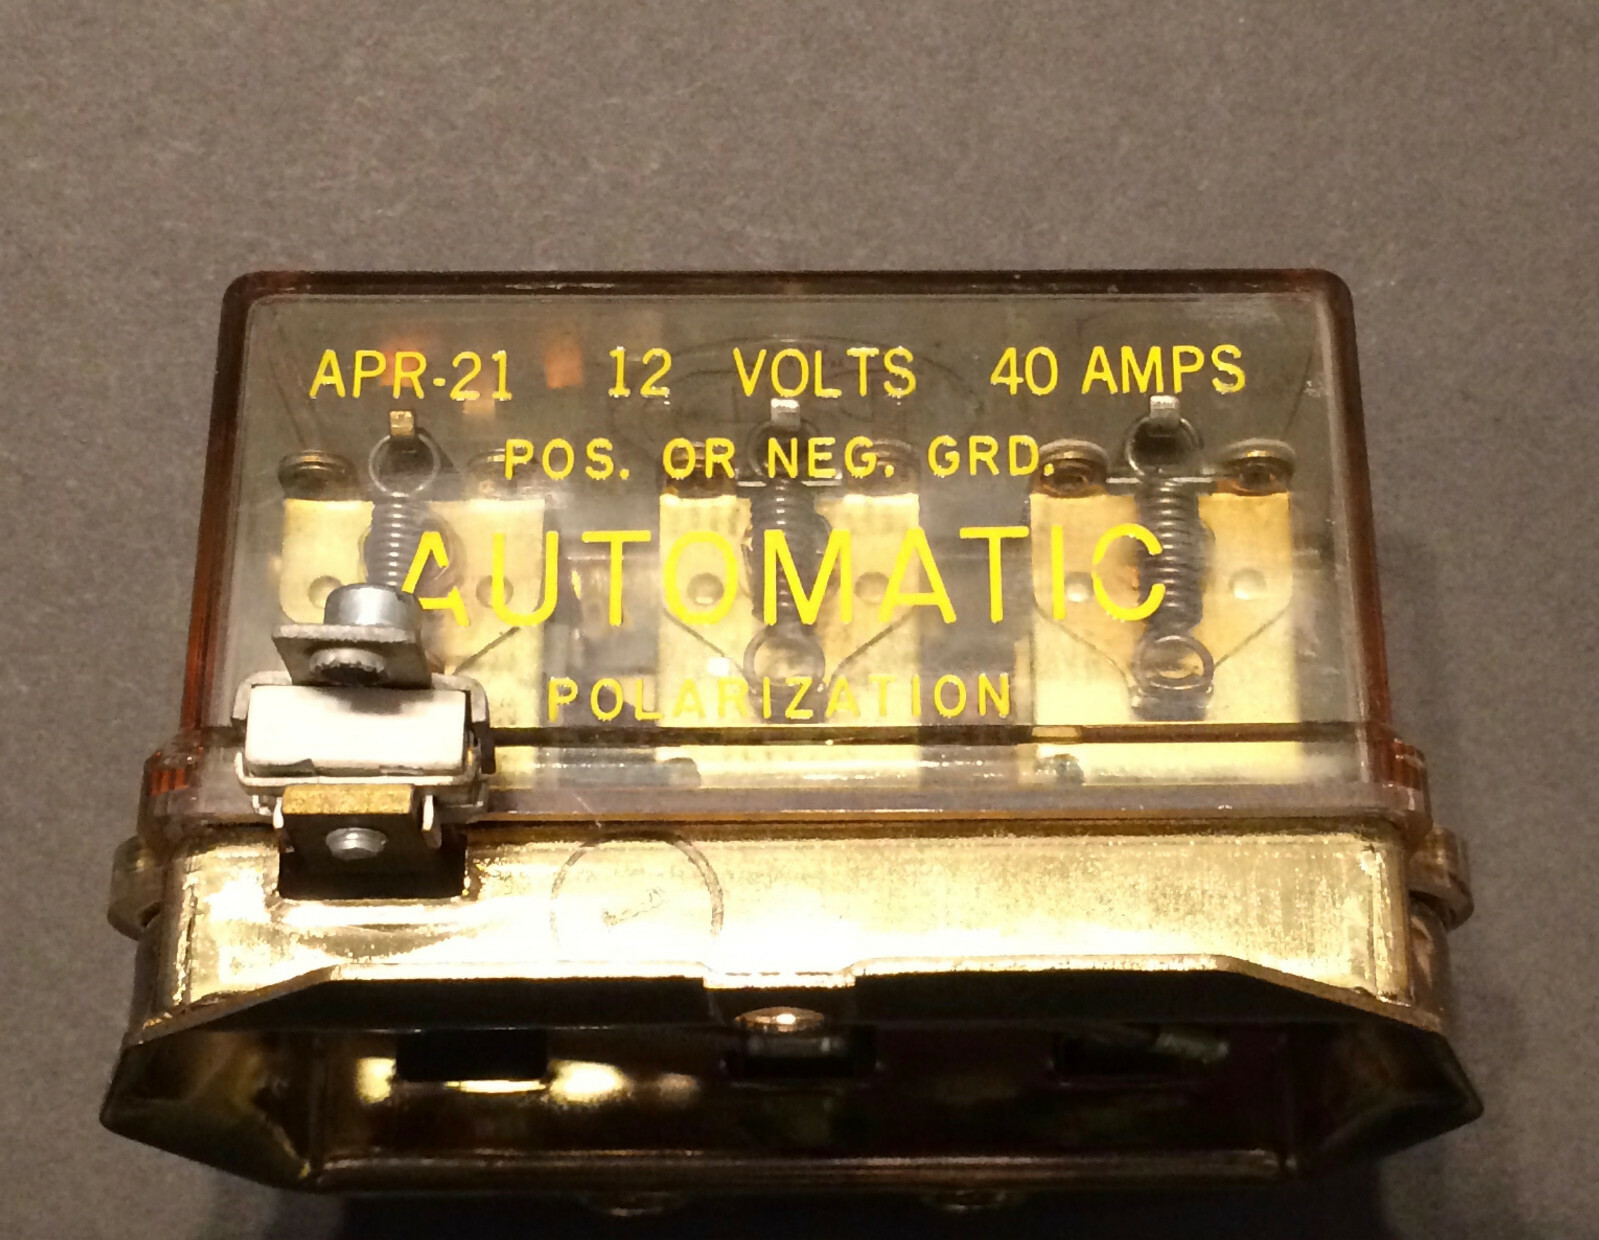 APR-21 12 VOLTS 40 AMPS
POS. OR NEG. GRD.
AUTOMATIC
POLARIZATION